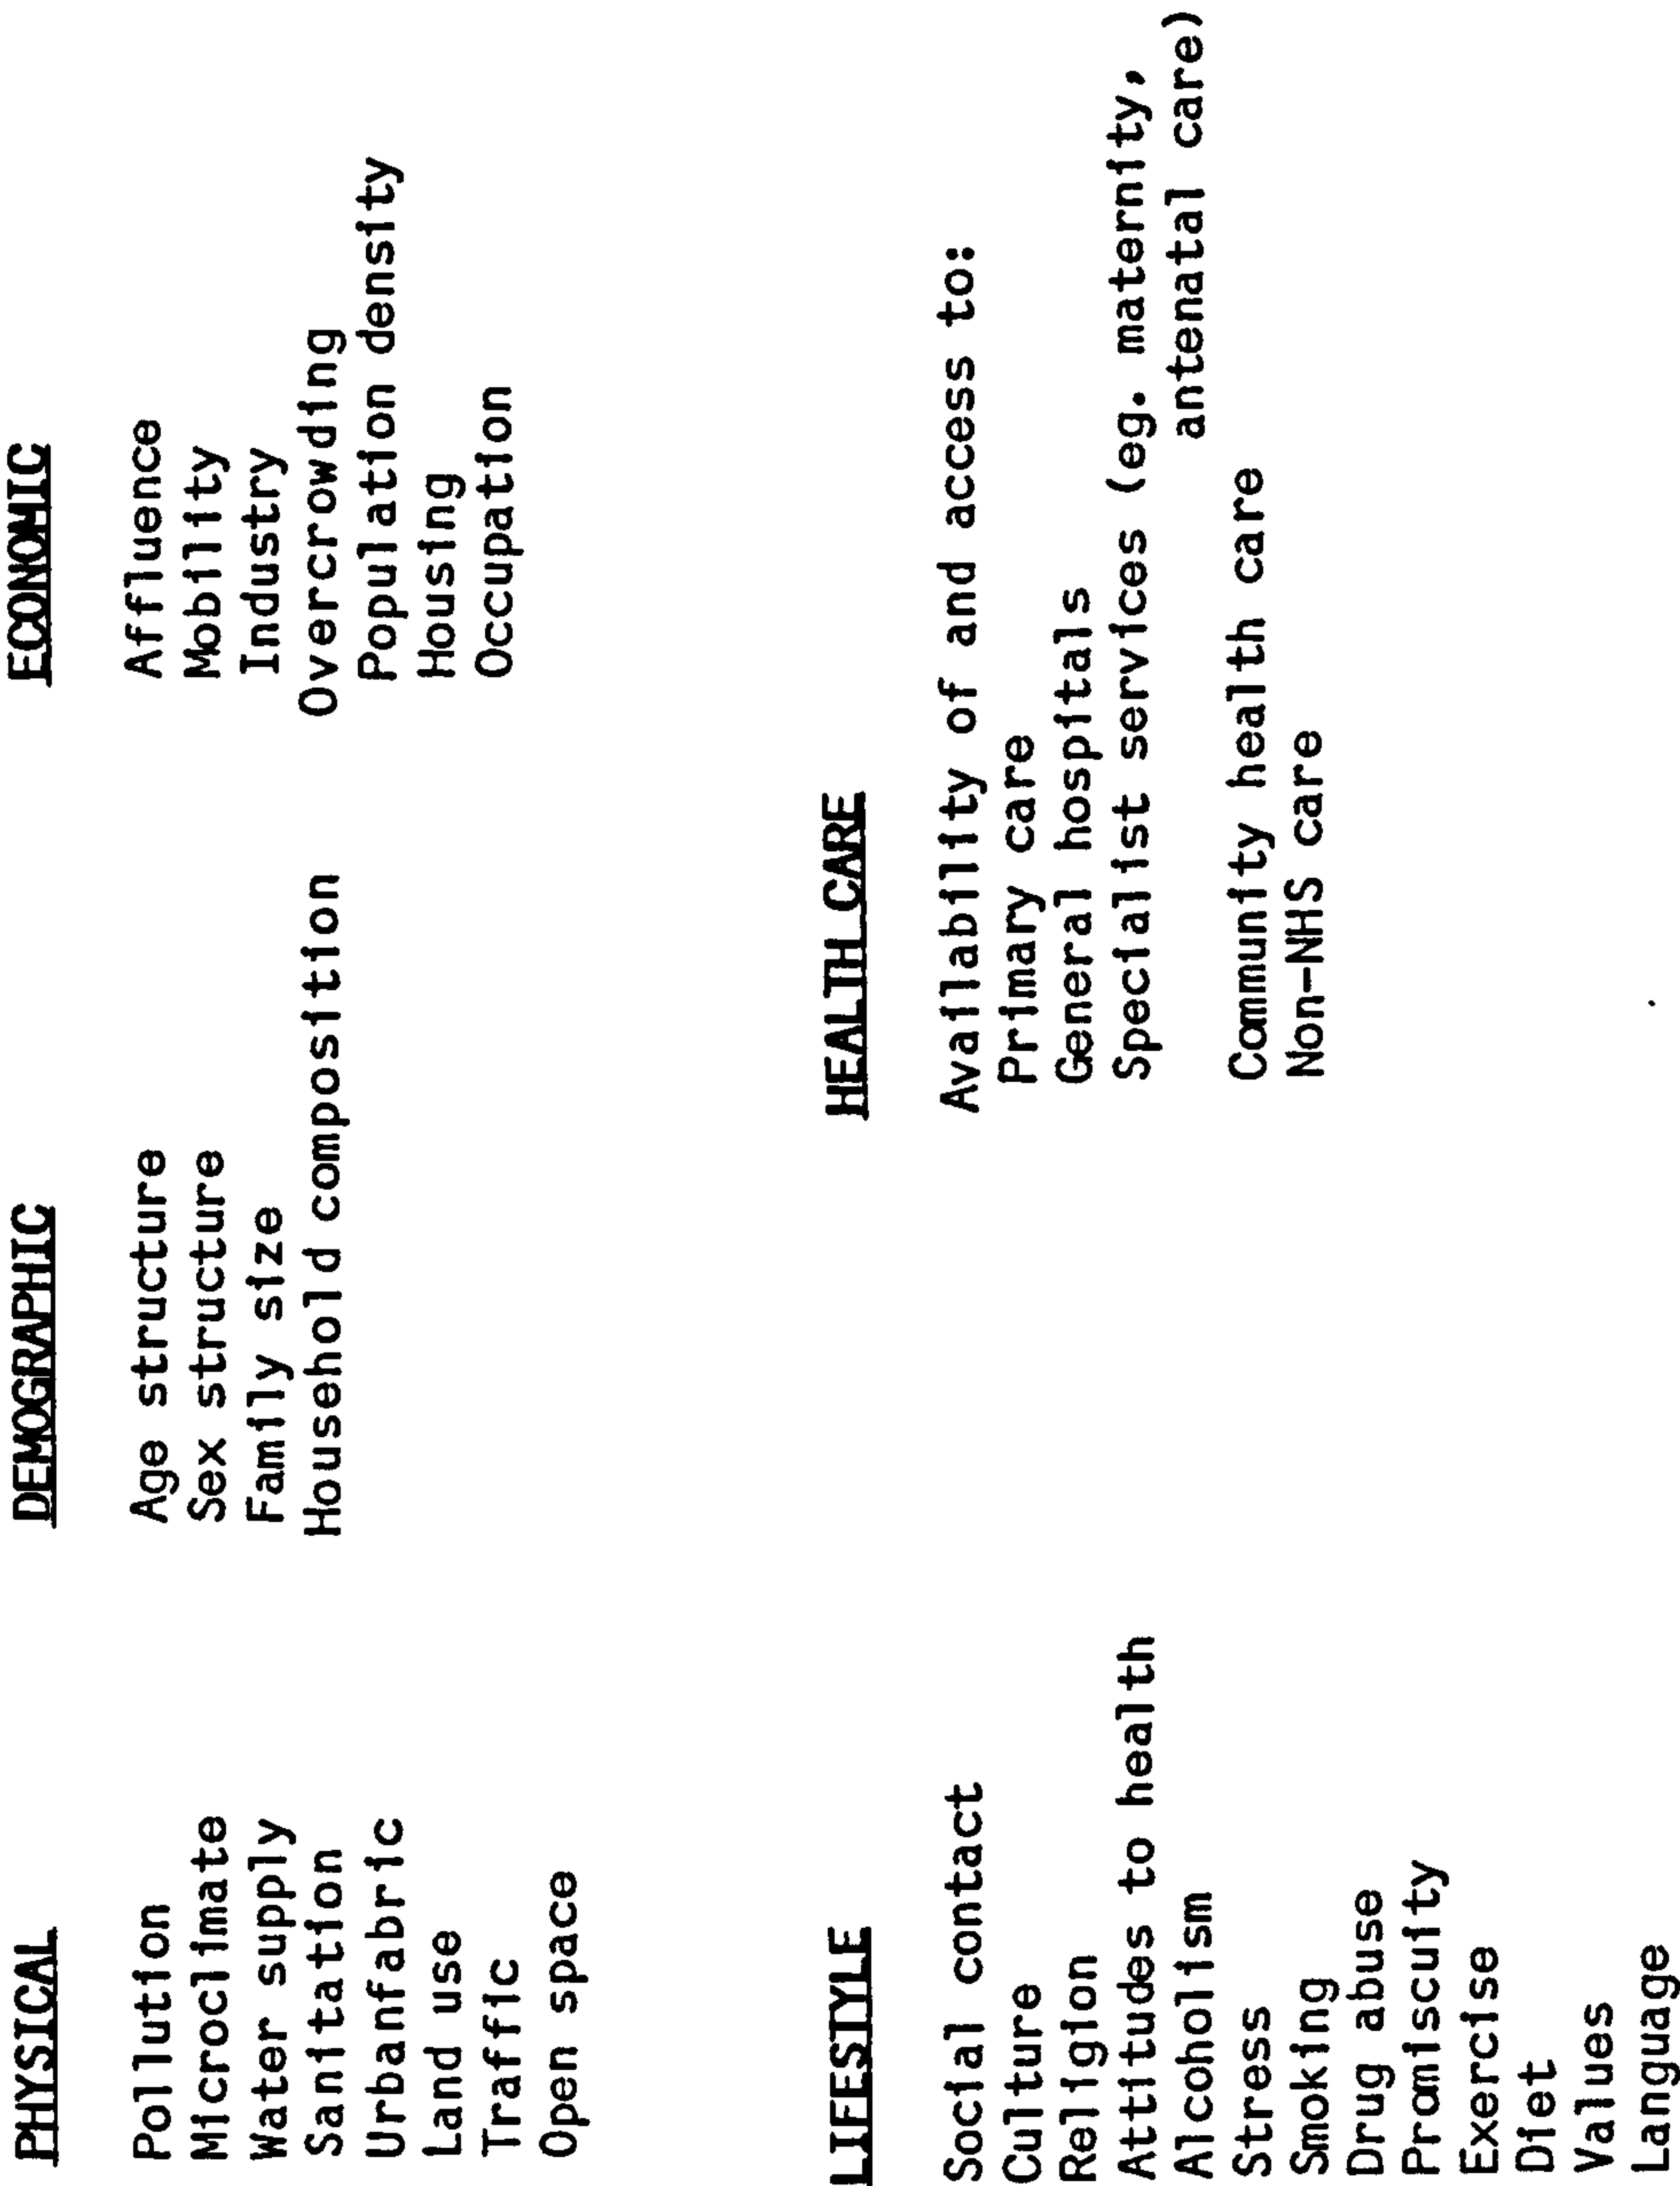 PHYSICAL
Pollution
Microclimate
Water supply
Sanitation
Urbanfabric
Land use
Traffic
Open space
DEMOGRAPHIC
Age structure
Sex structure
Family size
Household composition
ECONOMIC
Affluence
Mobility
Industry
Overcrowding
Population density
Housing
Occupation
LIFESTYLE
Social contact
Culture
Religion
Attitudes to health
Alcoholism
Stress
Smoking
Drug abuse
Promiscuity
Exercise
Diet
Values
Language
HEALTH CARE
Availability of and access to:
Primary care
General hospitals
Specialist services (eg. maternity,
antenatal care)
Community health care
Non-NHS care